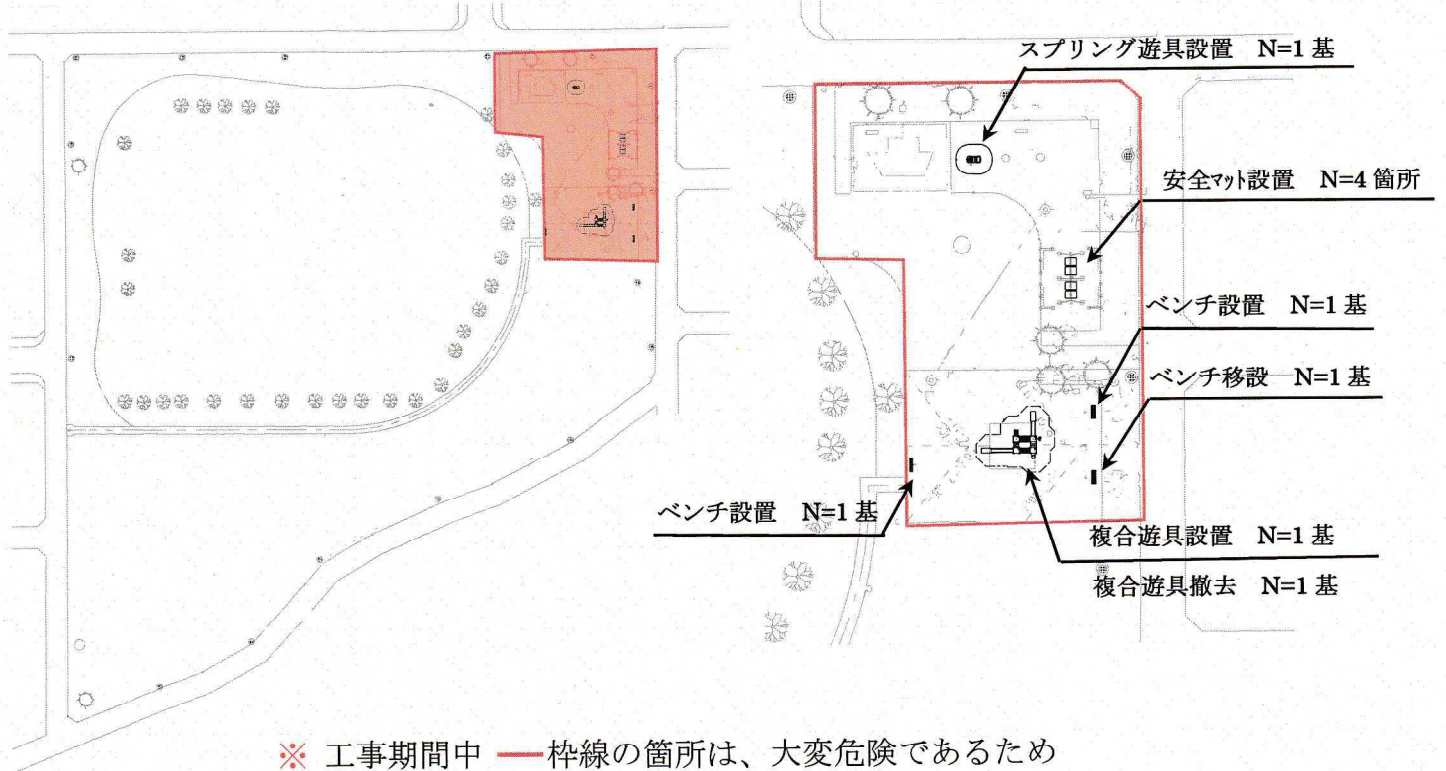 スプリング遊具設置　N=1 基
安全マット設置　N=4 箇所
ベンチ設置　N=1 基
ベンチ移設　N=1 基
ベンチ設置　N=1 基
複合遊具設置　N=1 基
複合遊具撤去　N=1 基
※ 工事期間中 ━━枠線の箇所は、大変危険であるため